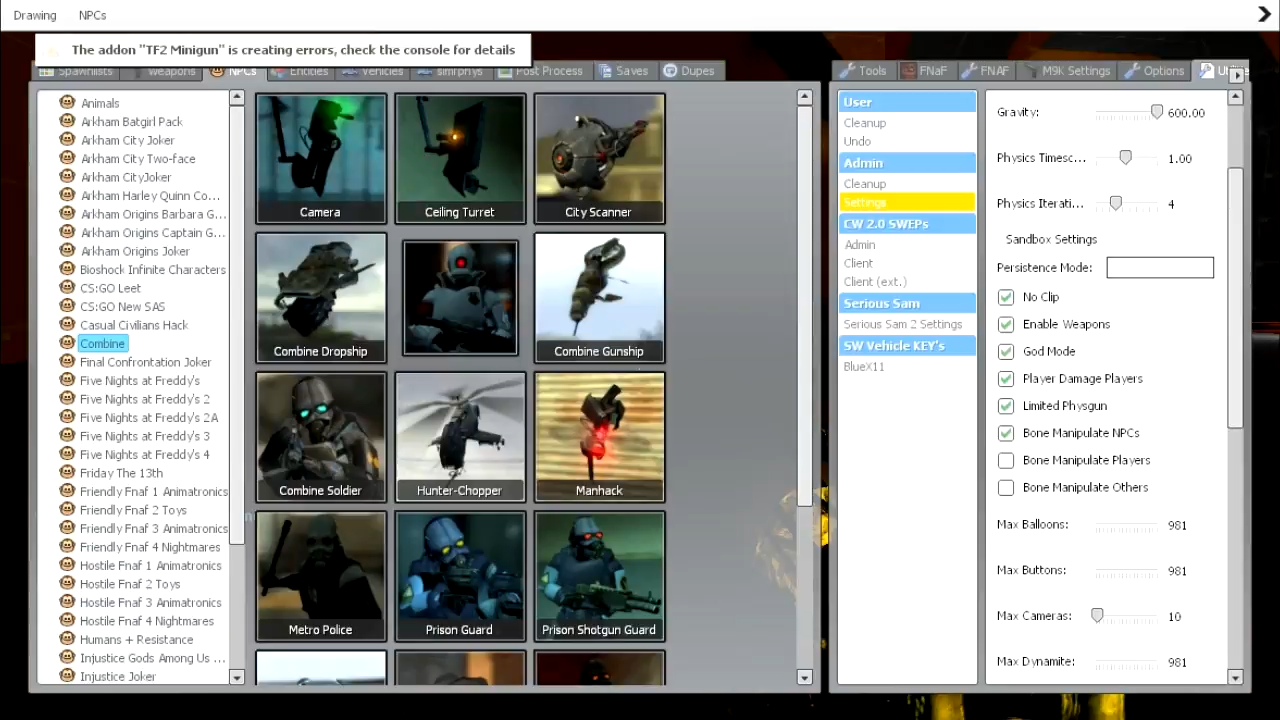 Drawing NPCs
The addon "TF2 Minigun" is creating errors, check the console for details
Spawnlists Weapons NPCs Entities Vehicles simfphys Post Process Saves Dupes
Tools FNaF FNAF M9K Settings Options
Animals
Arkham Batgirl Pack
Arkham City Joker
Arkham City Two-face
Arkham CityJoker
Arkham Harley Quinn Co...
Arkham Origins Barbara G...
Arkham Origins Captain G...
Arkham Origins Joker
Bioshock Infinite Characters
CS:GO Leet
CS:GO New SAS
Casual Civilians Hack
Combine
Final Confrontation Joker
Five Nights at Freddy's
Five Nights at Freddy's 2
Five Nights at Freddy's 2A
Five Nights at Freddy's 3
Five Nights at Freddy's 4
Friday The 13th
Friendly Fnaf 1 Animatronics
Friendly Fnaf 2 Toys
Friendly Fnaf 3 Animatronics
Friendly Fnaf 4 Nightmares
Hostile Fnaf 1 Animatronics
Hostile Fnaf 2 Toys
Hostile Fnaf 3 Animatronics
Hostile Fnaf 4 Nightmares
Humans + Resistance
Injustice Gods Among Us ...
Injustice Joker
Camera Ceiling Turret City Scanner
Combine Dropship Combine Gunship
Combine Soldier Hunter-Chopper Manhack
Metro Police Prison Guard Prison Shotgun Guard
User
Cleanup
Undo
Admin
Cleanup
Settings
CW 2.0 SWEPs
Admin
Client
Client (ext.)
Serious Sam
Serious Sam 2 Settings
SW Vehicle KEY's
BlueX11
Gravity: 600.00
Physics Timesc... 1.00
Physics Iterati... 4
Sandbox Settings
Persistence Mode:
No Clip
Enable Weapons
God Mode
Player Damage Players
Limited Physgun
Bone Manipulate NPCs
Bone Manipulate Players
Bone Manipulate Others
Max Balloons: 981
Max Buttons: 981
Max Cameras: 10
Max Dynamite: 981